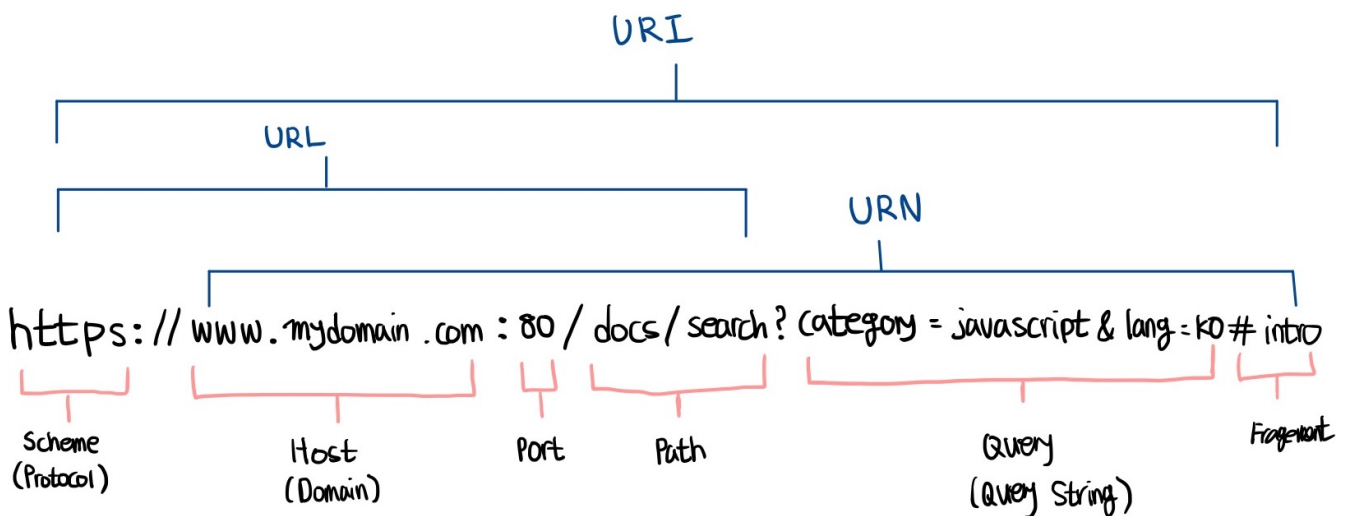 URI
URL
URN
https://www.mydomain.com:80/docs/search?category=javascript&lang=ko#intro
Scheme
(Protocol)
Host
(Domain)
Port
Path
Query
(Query String)
Fragement